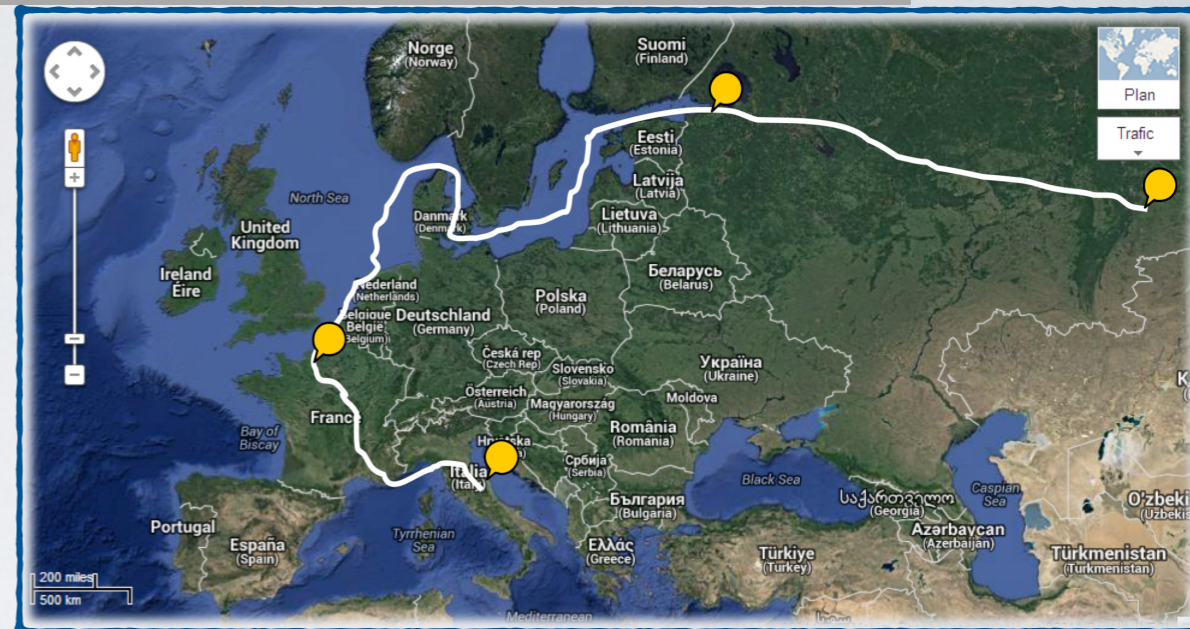 Norge
(Norway)
Suomi
(Finland)
Plan
Trafic
Eesti
(Estonia)
Latvija
(Latvia)
North Sea
Danmark
(Denmark)
Lietuva
(Lithuania)
United
Kingdom
Ireland
Éire
Nederland
(Netherlands)
Беларусь
(Belarus)
Polska
(Poland)
Belgique
België
(Belgium)
Deutschland
(Germany)
Česká rep
(Czech Rep)
Slovensko
(Slovakia)
Україна
(Ukraine)
Österreich
(Austria)
Magyarország
(Hungary)
Moldova
France
România
(Romania)
Bay of
Biscay
Italia
Србија
(Serbia)
Black Sea
Caspian
Sea
България
(Bulgaria)
საქართველო
(Georgia)
Portugal
España
(Spain)
Tyrrhenian
Sea
Ελλάς
(Greece)
Türkiye
(Turkey)
Azərbaycan
(Azerbaijan)
Türkmenistan
(Turkmenistan)
200 miles
500 km
Mediterranean